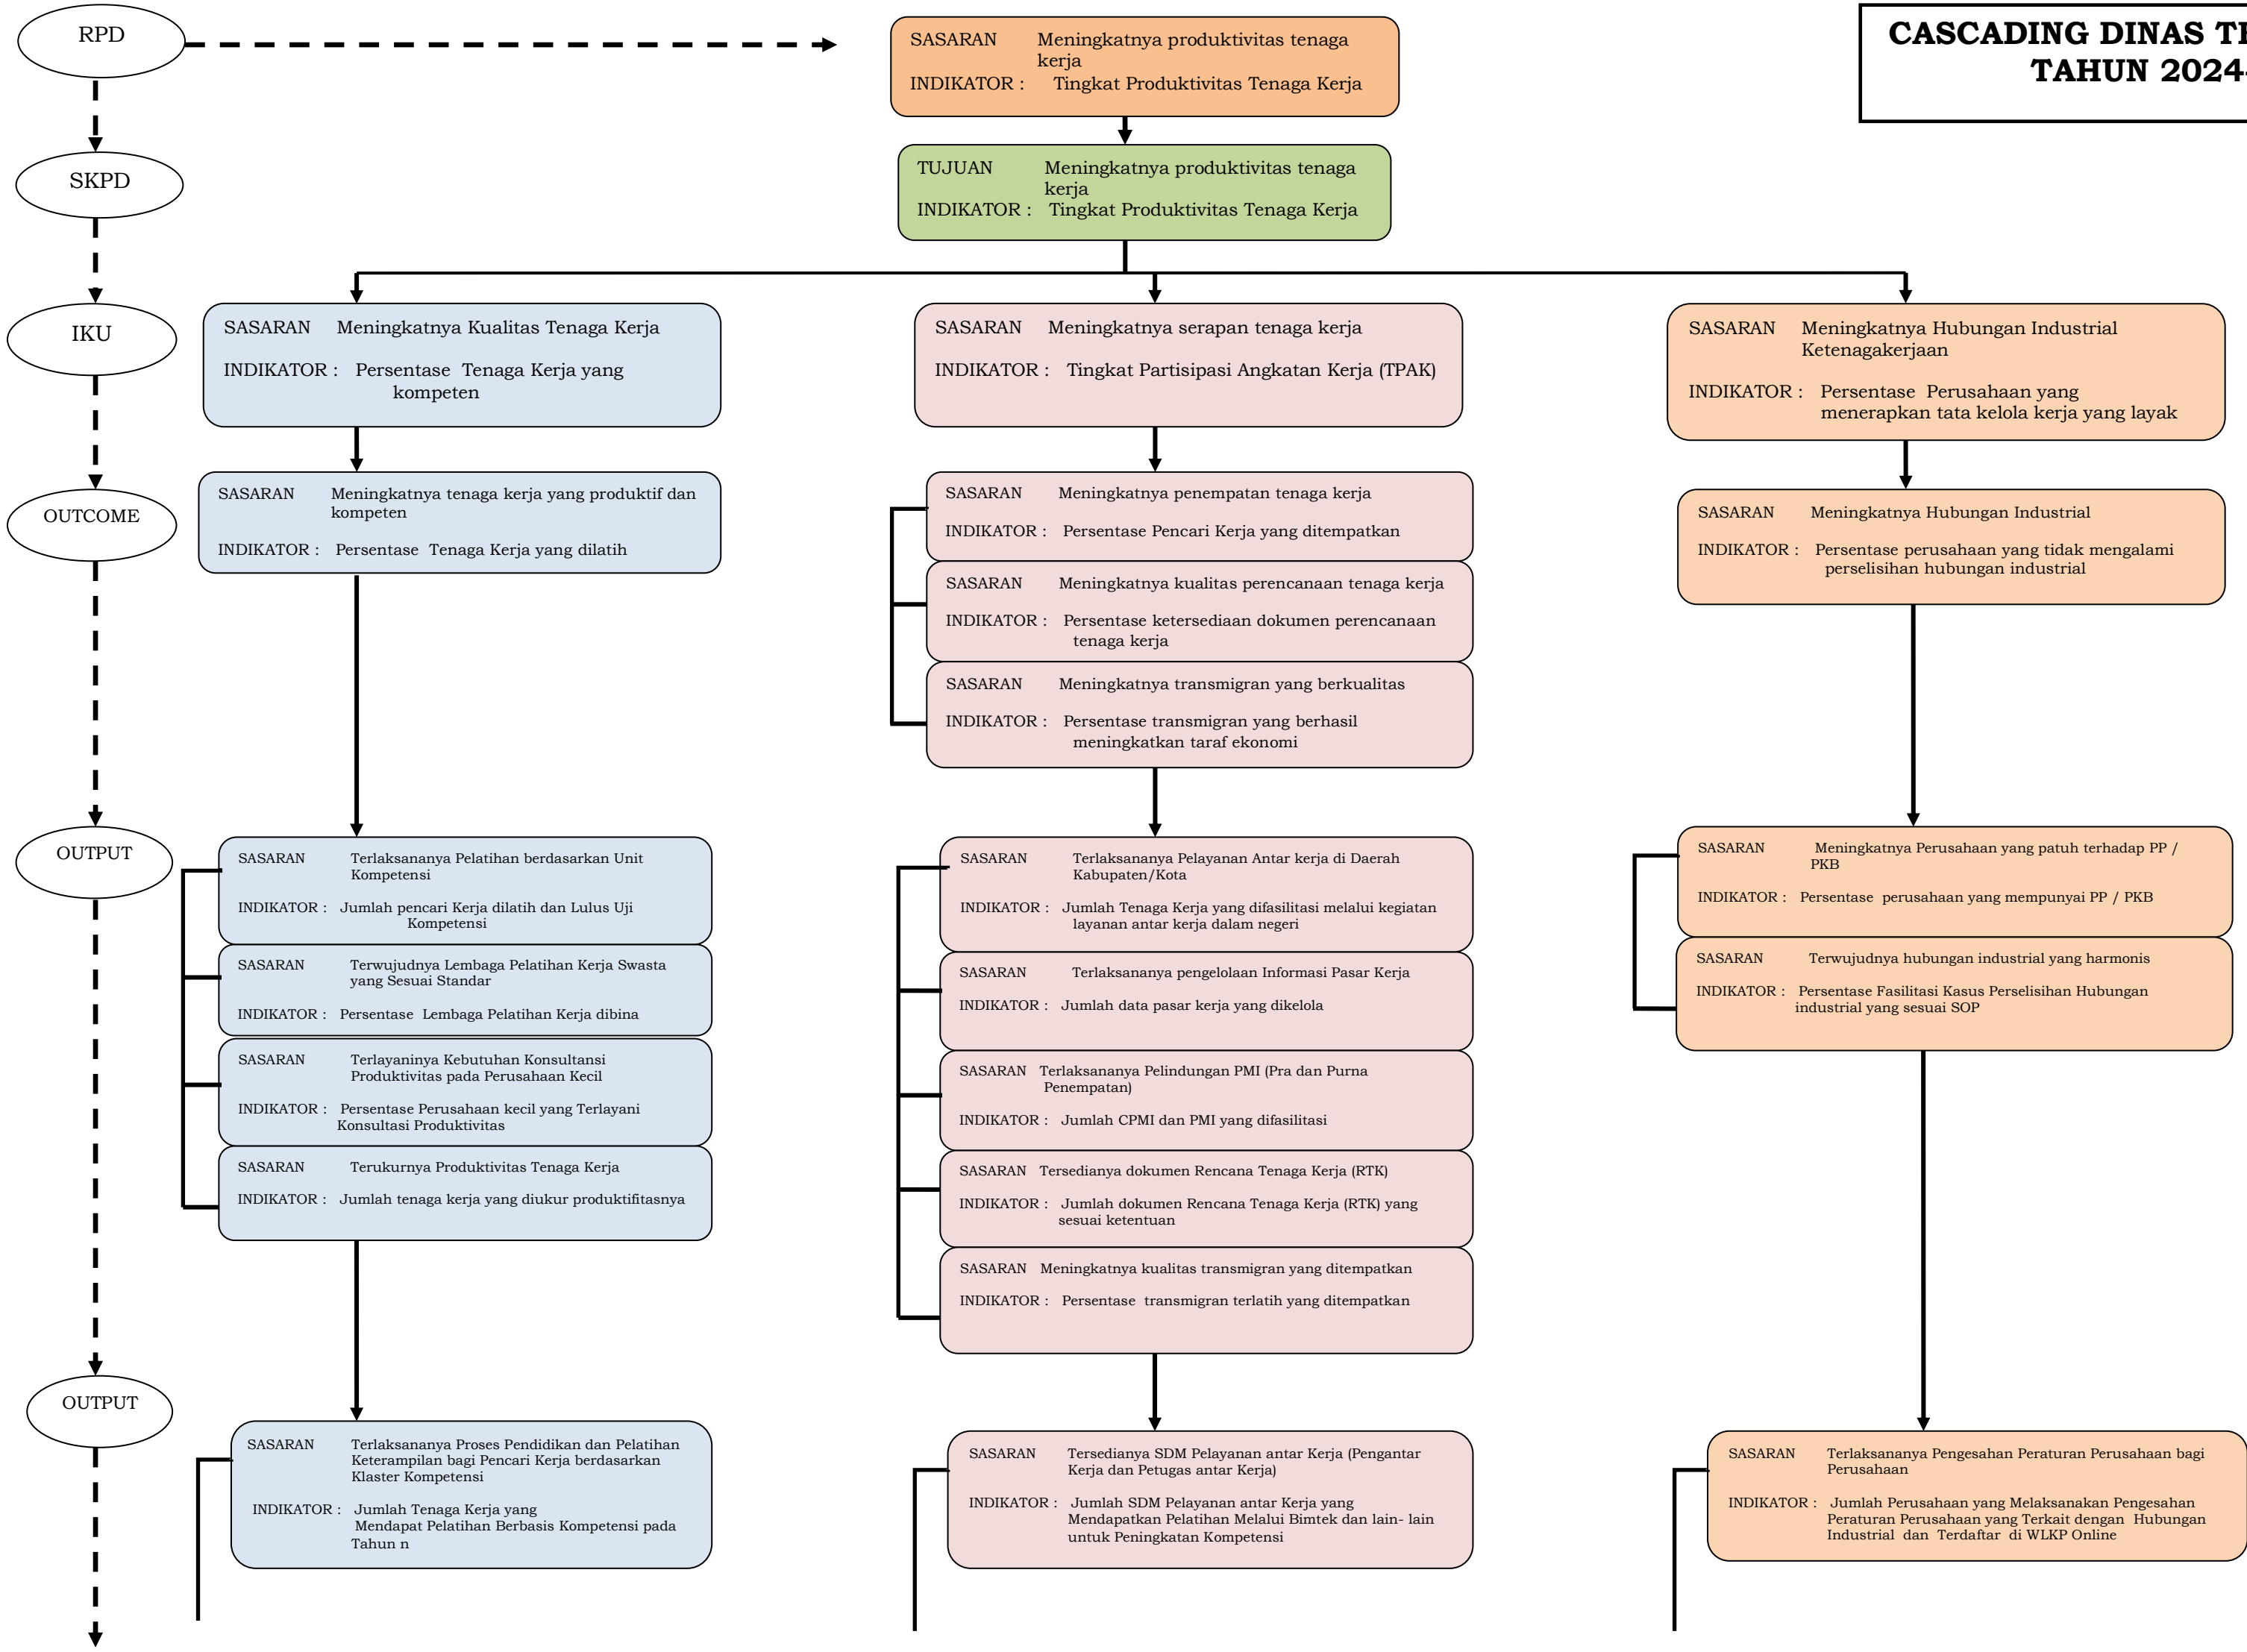 RPD
SASARAN Meningkatnya produktivitas tenaga
kerja
INDIKATOR : Tingkat Produktivitas Tenaga Kerja
CASCADING DINAS
TAHUN 2024-
SKPD
TUJUAN Meningkatnya produktivitas tenaga
kerja
INDIKATOR : Tingkat Produktivitas Tenaga Kerja
IKU
SASARAN Meningkatnya Kualitas Tenaga Kerja
INDIKATOR : Persentase Tenaga Kerja yang
kompeten
SASARAN Meningkatnya serapan tenaga kerja
INDIKATOR : Tingkat Partisipasi Angkatan Kerja (TPAK)
SASARAN Meningkatnya Hubungan Industrial
Ketenagakerjaan
INDIKATOR : Persentase Perusahaan yang
menerapkan tata kelola kerja yang layak
OUTCOME
SASARAN Meningkatnya tenaga kerja yang produktif dan
kompeten
INDIKATOR : Persentase Tenaga Kerja yang dilatih
SASARAN Meningkatnya penempatan tenaga kerja
INDIKATOR : Persentase Pencari Kerja yang ditempatkan
SASARAN Meningkatnya kualitas perencanaan tenaga kerja
INDIKATOR : Persentase ketersediaan dokumen perencanaan
tenaga kerja
SASARAN Meningkatnya transmigran yang berkualitas
INDIKATOR : Persentase transmigran yang berhasil
meningkatkan taraf ekonomi
SASARAN Meningkatnya Hubungan Industrial
INDIKATOR : Persentase perusahaan yang tidak mengalami
perselisihan hubungan industrial
OUTPUT
SASARAN Terlaksananya Pelatihan berdasarkan Unit
Kompetensi
INDIKATOR : Jumlah pencari Kerja dilatih dan Lulus Uji
Kompetensi
SASARAN Terwujudnya Lembaga Pelatihan Kerja Swasta
yang Sesuai Standar
INDIKATOR : Persentase Lembaga Pelatihan Kerja dibina
SASARAN Terlayaninya Kebutuhan Konsultansi
Produktivitas pada Perusahaan Kecil
INDIKATOR : Persentase Perusahaan kecil yang Terlayani
Konsultasi Produktivitas
SASARAN Terukurnya Produktivitas Tenaga Kerja
INDIKATOR : Jumlah tenaga kerja yang diukur produktifitasnya
SASARAN Terlaksananya Pelayanan Antar kerja di Daerah
Kabupaten/Kota
INDIKATOR : Jumlah Tenaga Kerja yang difasilitasi melalui kegiatan
layanan antar kerja dalam negeri
SASARAN Terlaksananya pengelolaan Informasi Pasar Kerja
INDIKATOR : Jumlah data pasar kerja yang dikelola
SASARAN Terlaksananya Pelindungan PMI (Pra dan Purna
Penempatan)
INDIKATOR : Jumlah CPMI dan PMI yang difasilitasi
SASARAN Tersedianya dokumen Rencana Tenaga Kerja (RTK)
INDIKATOR : Jumlah dokumen Rencana Tenaga Kerja (RTK) yang
sesuai ketentuan
SASARAN Meningkatnya kualitas transmigran yang ditempatkan
INDIKATOR : Persentase transmigran terlatih yang ditempatkan
SASARAN Meningkatnya Perusahaan yang patuh terhadap PP /
PKB
INDIKATOR : Persentase perusahaan yang mempunyai PP / PKB
SASARAN Terwujudnya hubungan industrial yang harmonis
INDIKATOR : Persentase Fasilitasi Kasus Perselisihan Hubungan
industrial yang sesuai SOP
OUTPUT
SASARAN Terlaksananya Proses Pendidikan dan Pelatihan
Keterampilan bagi Pencari Kerja berdasarkan
Klaster Kompetensi
INDIKATOR : Jumlah Tenaga Kerja yang
Mendapat Pelatihan Berbasis Kompetensi pada
Tahun n
SASARAN Tersedianya SDM Pelayanan antar Kerja (Pengantar
Kerja dan Petugas antar Kerja)
INDIKATOR : Jumlah SDM Pelayanan antar Kerja yang
Mendapatkan Pelatihan Melalui Bimtek dan lain- lain
untuk Peningkatan Kompetensi
SASARAN Terlaksananya Pengesahan Peraturan Perusahaan bagi
Perusahaan
INDIKATOR : Jumlah Perusahaan yang Melaksanakan Pengesahan
Peraturan Perusahaan yang Terkait dengan Hubungan
Industrial dan Terdaftar di WLKP Online